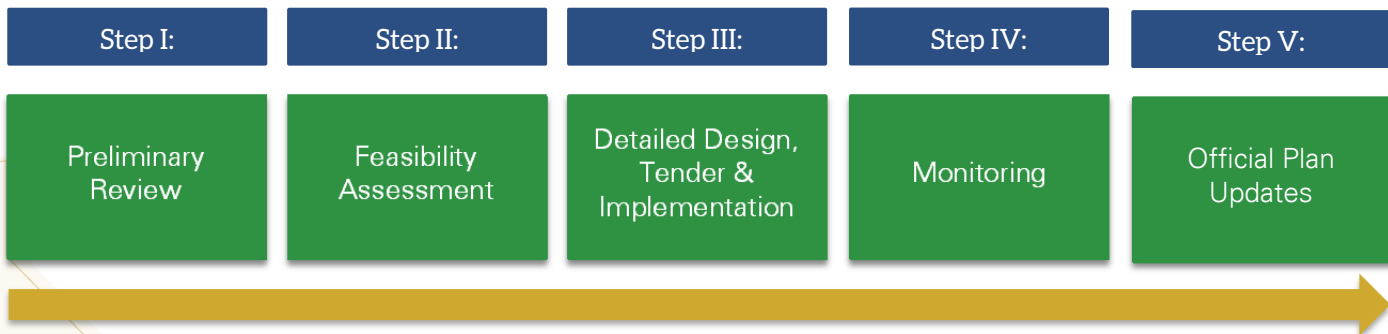 Step I:
Step II:
Step III:
Step IV:
Step V:
Preliminary
Review
Feasibility
Assessment
Detailed Design,
Tender &
Implementation
Monitoring
Official Plan
Updates